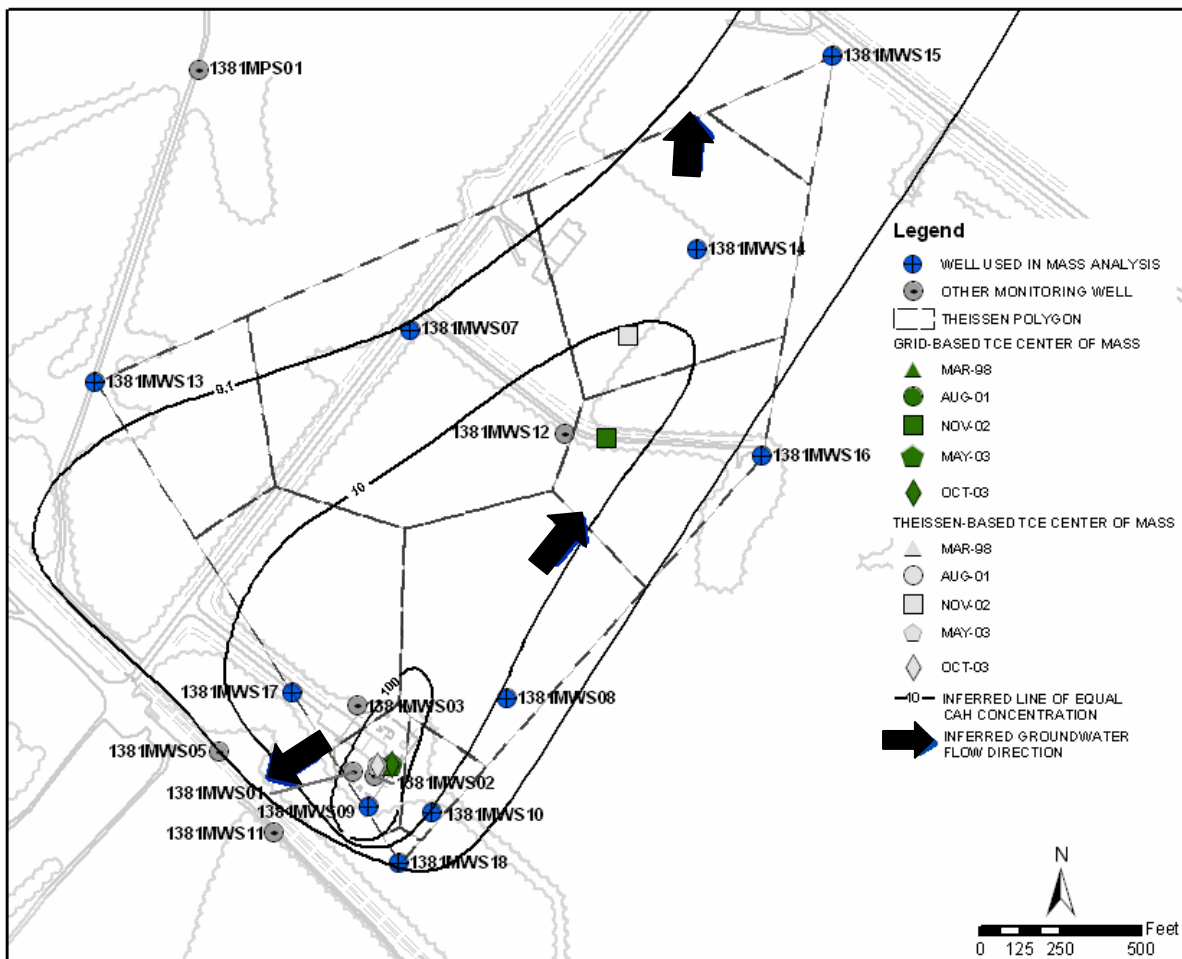 1381MWS15
1381MPS01
1381MWS14
1381MWS07
1381MWS13
0.1
1381MWS12
1381MWS16
10
1381MWS17
100
1381MWS03
1381MWS08
1381MWS05
1381MWS01
1381MWS02
1381MWS09
1381MWS10
1381MWS11
1381MWS18
Legend
WELL USED IN MASS ANALYSIS
OTHER MONITORING WELL
THEISSEN POLYGON
GRID-BASED TCE CENTER OF MASS
MAR-98
AUG-01
NOV-02
MAY-03
OCT-03
THEISSEN-BASED TCE CENTER OF MASS
MAR-98
AUG-01
NOV-02
MAY-03
OCT-03
10
INFERRED LINE OF EQUAL
CAH CONCENTRATION
INFERRED GROUNDWATER
FLOW DIRECTION
N
Feet
0 125 250 500